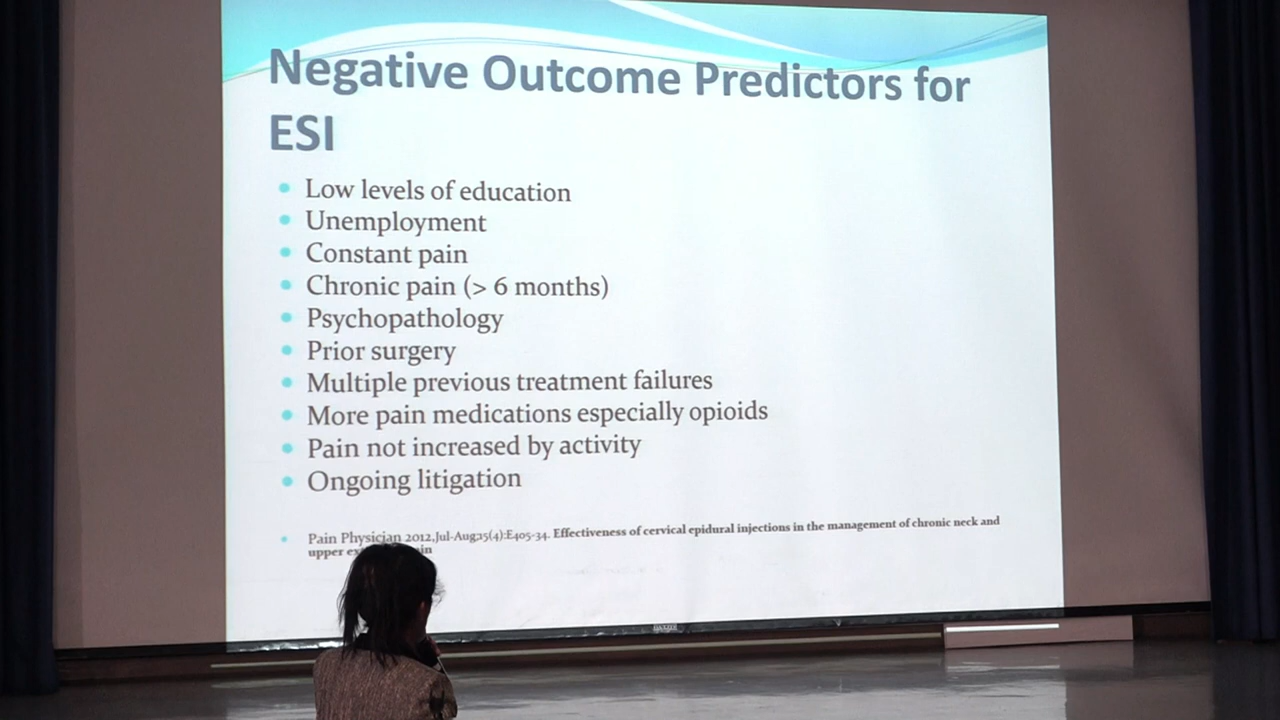 Negative Outcome Predictors for
ESI
Low levels of education
Unemployment
Constant pain
Chronic pain (> 6 months)
Psychopathology
Prior surgery
Multiple previous treatment failures
More pain medications especially opioids
Pain not increased by activity
Ongoing litigation
Pain Physician 2012,Jul-Aug;15(4):E405-34. Effectiveness of cervical epidural injections in the management of chronic neck and
upper